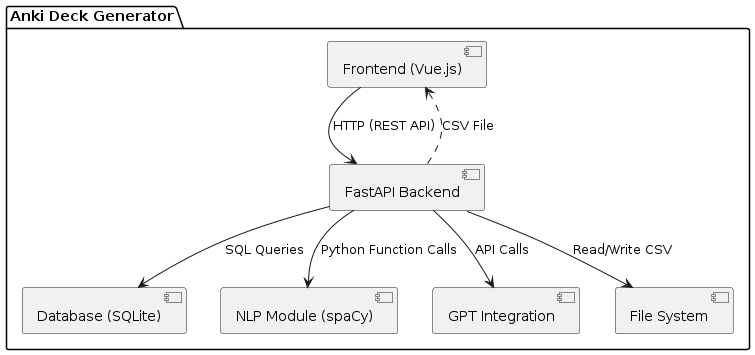 Anki Deck Generator
Frontend (Vue.js)
HTTP (REST API)
CSV File
FastAPI Backend
SQL Queries
Python Function Calls
API Calls
Read/Write CSV
Database (SQLite)
NLP Module (spaCy)
GPT Integration
File System